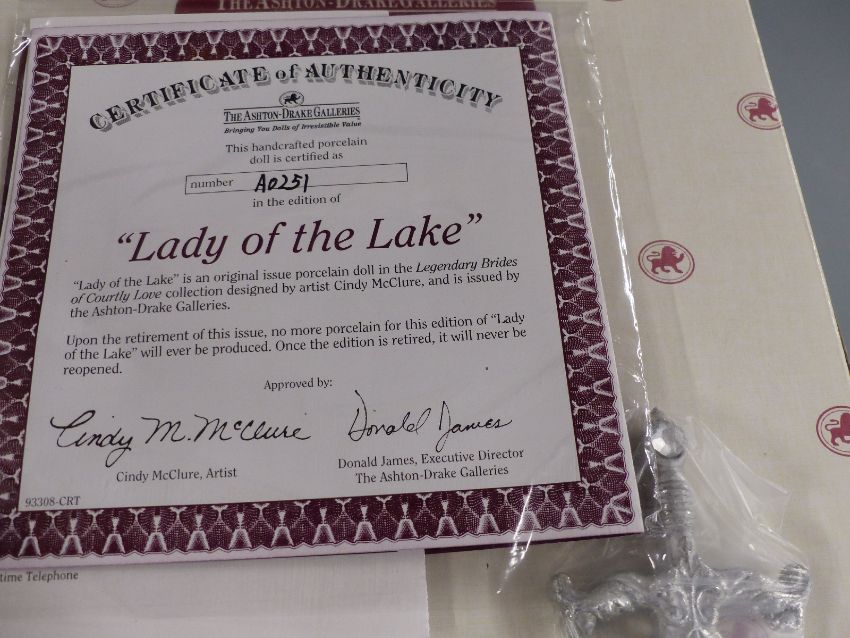 THE ASHTON-DRAKE GALLERIES
CERTIFICATE of AUTHENTICITY
THE ASHTON-DRAKE GALLERIES
Bringing You Dolls of Irresistible Value
This handcrafted porcelain
doll is certified as
number A0251
in the edition of
"Lady of the Lake"
"Lady of the Lake" is an original issue porcelain doll in the Legendary Brides
of Courtly Love collection designed by artist Cindy McClure, and is issued by
the Ashton-Drake Galleries.
Upon the retirement of this issue, no more porcelain for this edition of "Lady
of the Lake" will ever be produced. Once the edition is retired, it will never be
reopened.
Approved by:
Cindy M. McClure Donald James
Cindy McClure, Artist
Donald James, Executive Director
The Ashton-Drake Galleries
93308-CRT
time Telephone